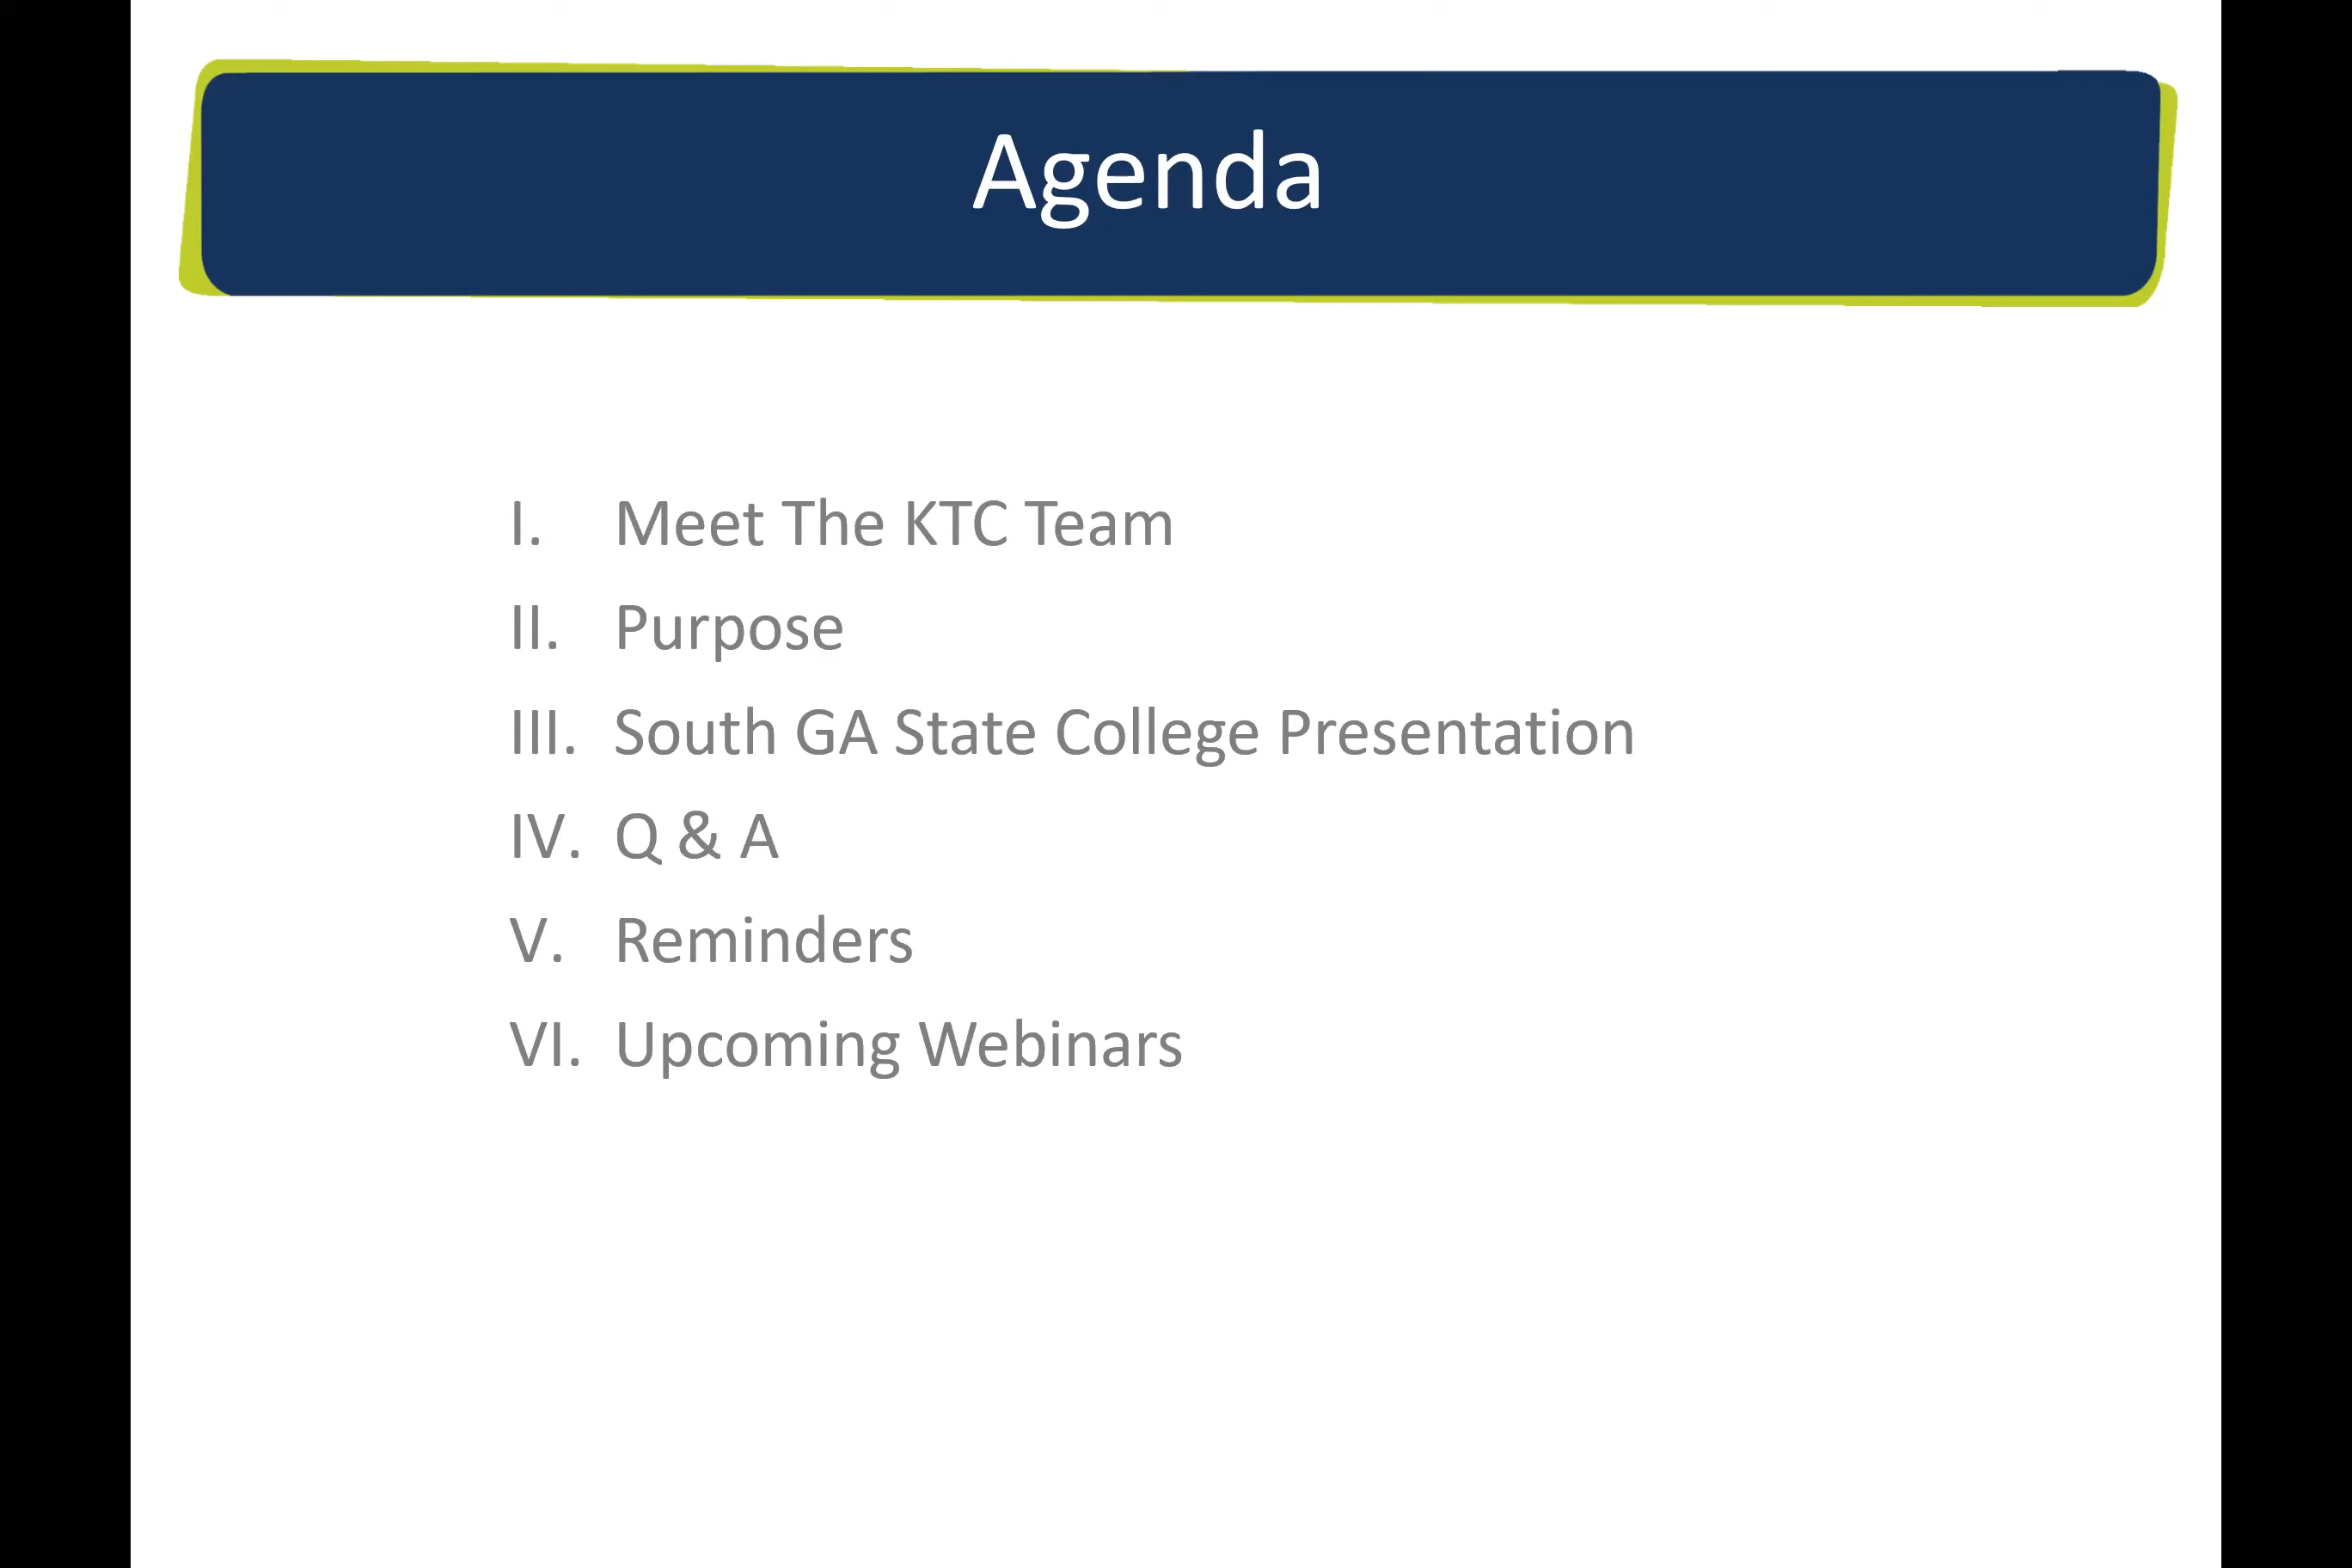 Agenda
I. Meet The KTC Team
II. Purpose
III. South GA State College Presentation
IV. Q & A
V. Reminders
VI. Upcoming Webinars